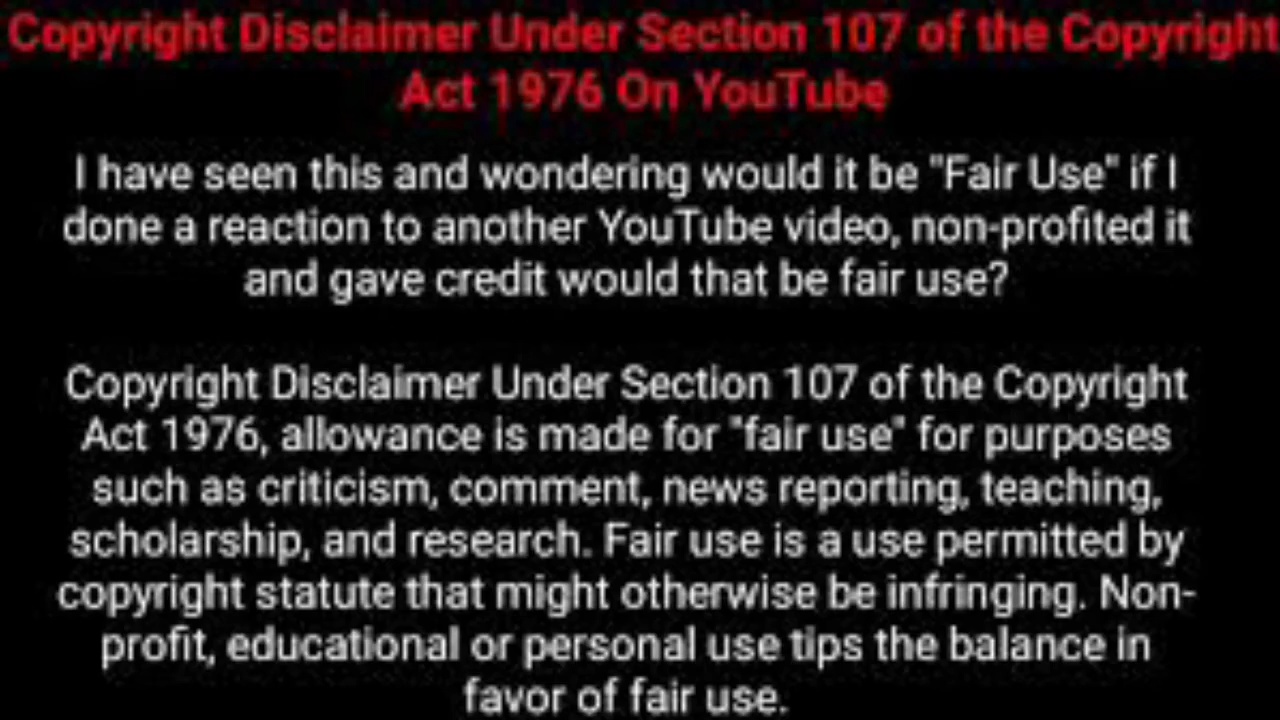 Copyright Disclaimer Under Section 107 of the Copyright
Act 1976 On YouTube
I have seen this and wondering would it be "Fair Use" if I
done a reaction to another YouTube video, non-profited it
and gave credit would that be fair use?
Copyright Disclaimer Under Section 107 of the Copyright
Act 1976, allowance is made for "fair use" for purposes
such as criticism, comment, news reporting, teaching,
scholarship, and research. Fair use is a use permitted by
copyright statute that might otherwise be infringing. Non-
profit, educational or personal use tips the balance in
favor of fair use.